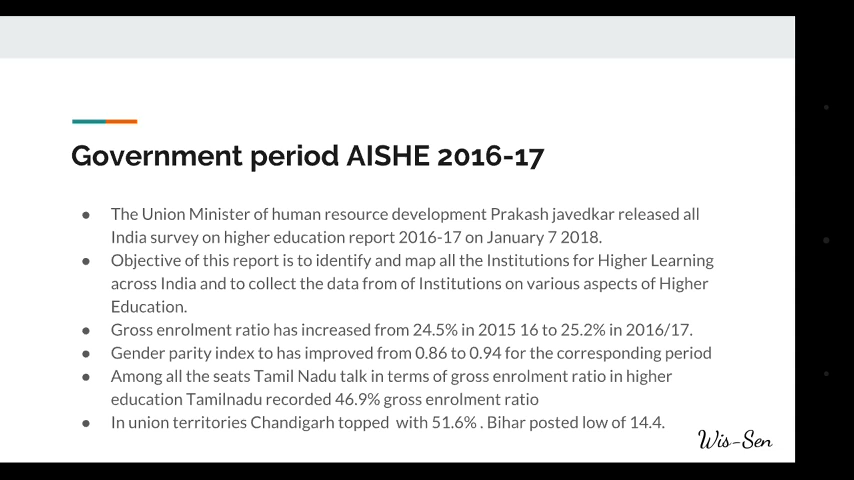 Government period AISHE 2016-17
● The Union Minister of human resource development Prakash javedkar released all
India survey on higher education report 2016-17 on January 7 2018.
● Objective of this report is to identify and map all the Institutions for Higher Learning
across India and to collect the data from of Institutions on various aspects of Higher
Education.
● Gross enrolment ratio has increased from 24.5% in 2015 16 to 25.2% in 2016/17.
● Gender parity index to has improved from 0.86 to 0.94 for the corresponding period
● Among all the seats Tamil Nadu talk in terms of gross enrolment ratio in higher
education Tamilnadu recorded 46.9% gross enrolment ratio
● In union territories Chandigarh topped with 51.6% . Bihar posted low of 14.4.
Wis-Sen